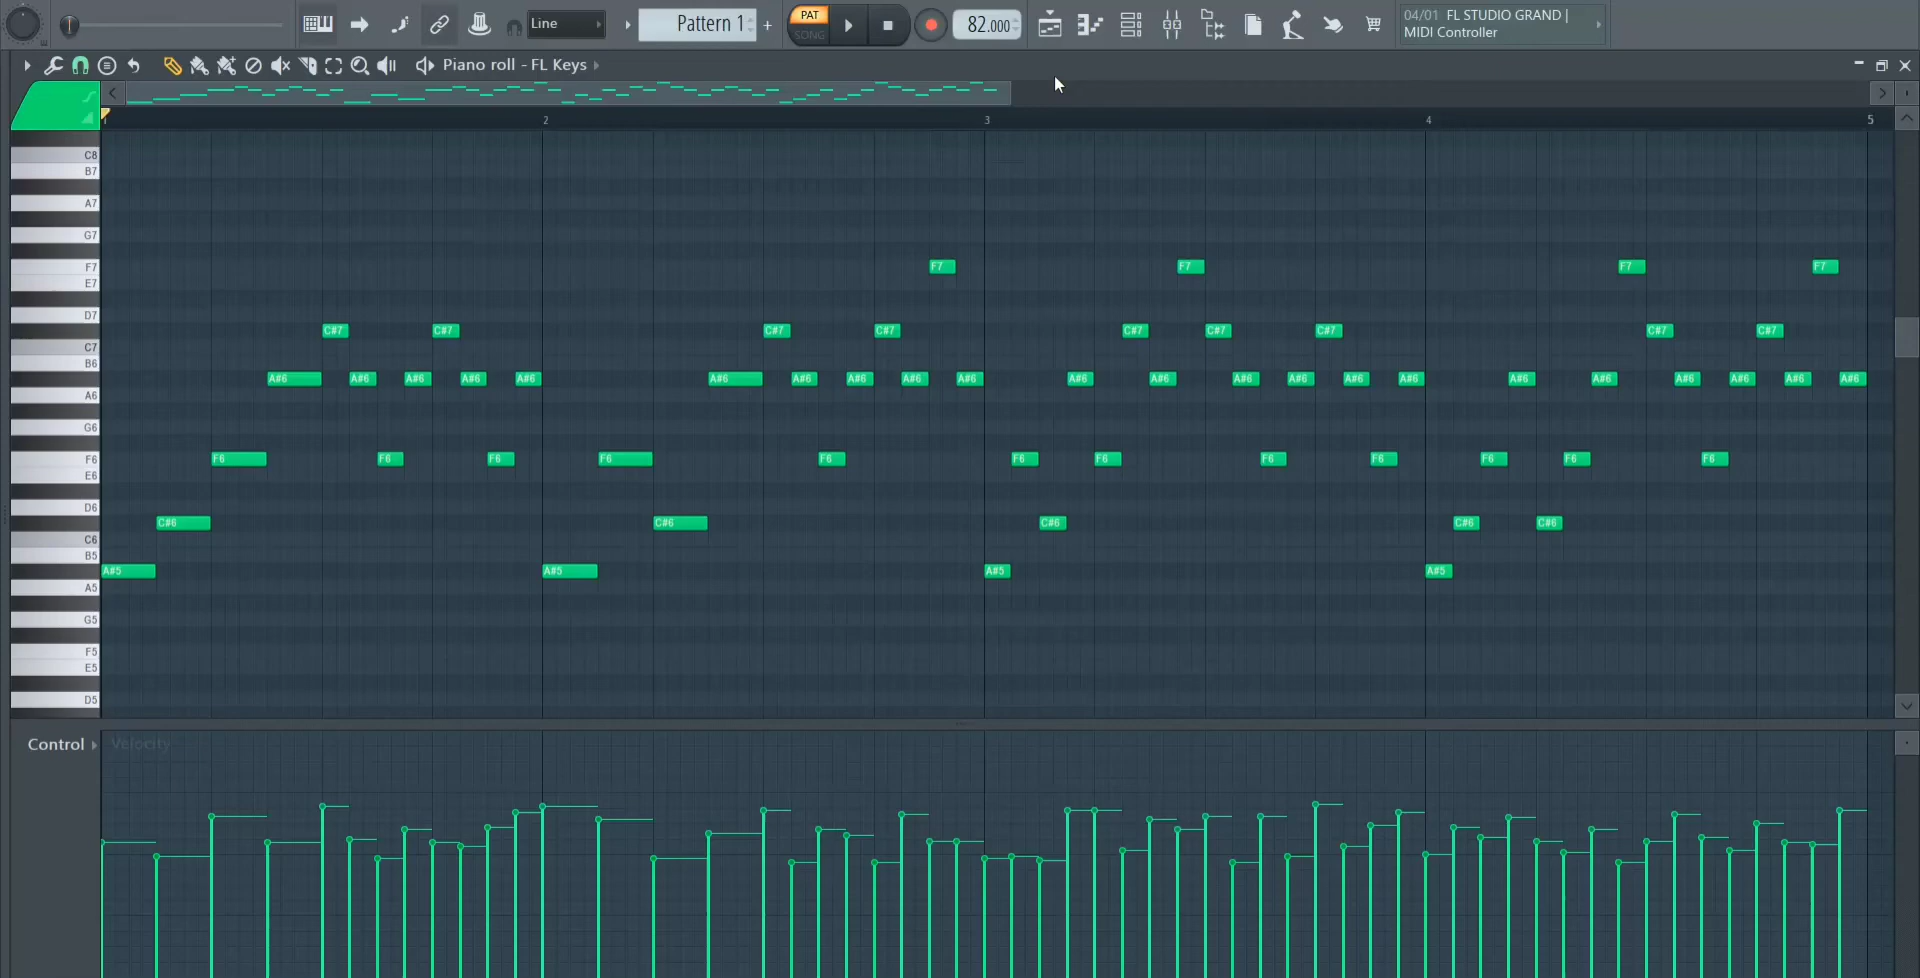 Line
Pattern 1
+
PAT
SONG
82.000
04/01 FL STUDIO GRAND |
MIDI Controller
Piano roll - FL Keys
1 2 3 4 5
C8
B7
A7
G7
F7 F7 F7 F7 F7
E7
D7
C#7 C#7 C#7 C#7 C#7 C#7 C#7 C#7 C#7
C7
B6
A#6 A#6 A#6 A#6 A#6 A#6 A#6 A#6 A#6 A#6 A#6 A#6 A#6 A#6 A#6 A#6 A#6 A#6 A#6 A#6 A#6 A#6
A6
G6
F6 F6 F6 F6 F6 F6 F6 F6 F6 F6 F6 F6 F6
E6
D6
C#6 C#6 C#6 C#6 C#6
C6
B5
A#5 A#5 A#5 A#5
A5
G5
F5
E5
D5
Control Velocity